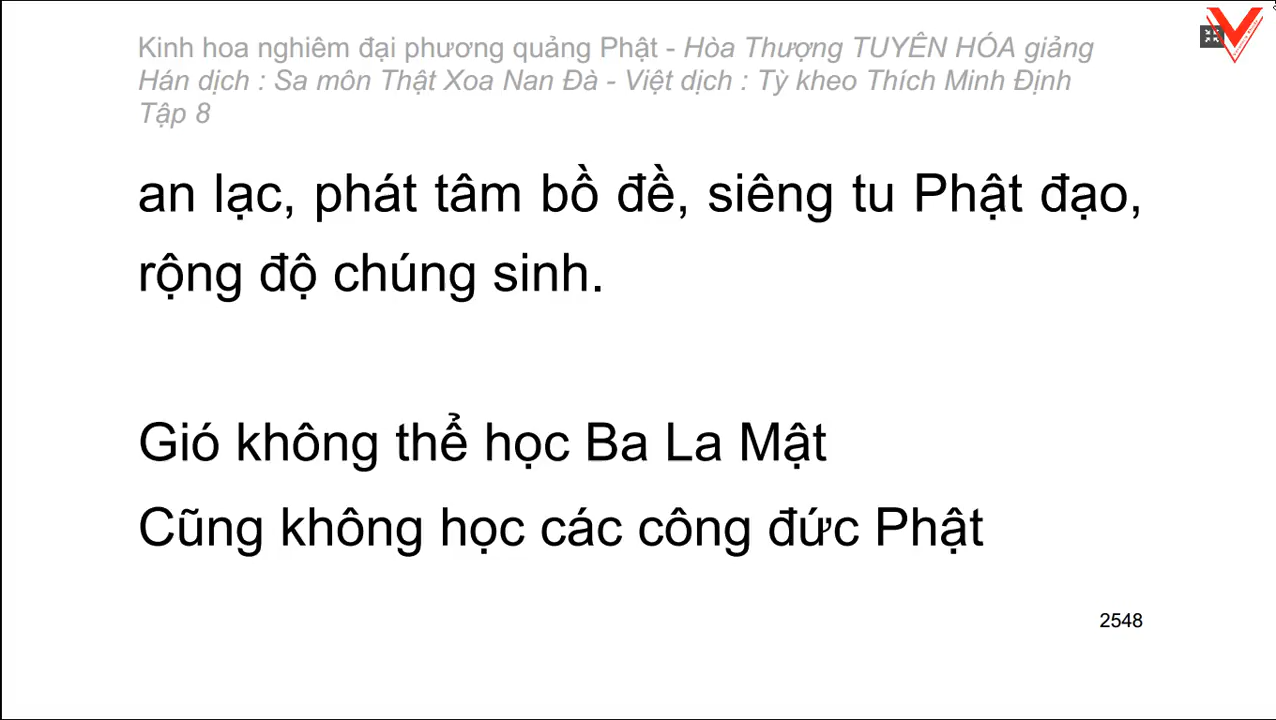 Kinh hoa nghiêm đại phương quảng Phật - Hòa Thượng TUYÊN HÓA giảng
Hán dịch : Sa môn Thật Xoa Nan Đà - Việt dịch : Tỳ kheo Thích Minh Định
Tập 8
an lạc, phát tâm bồ đề, siêng tu Phật đạo,
rộng độ chúng sinh.
Gió không thể học Ba La Mật
Cũng không học các công đức Phật
2548